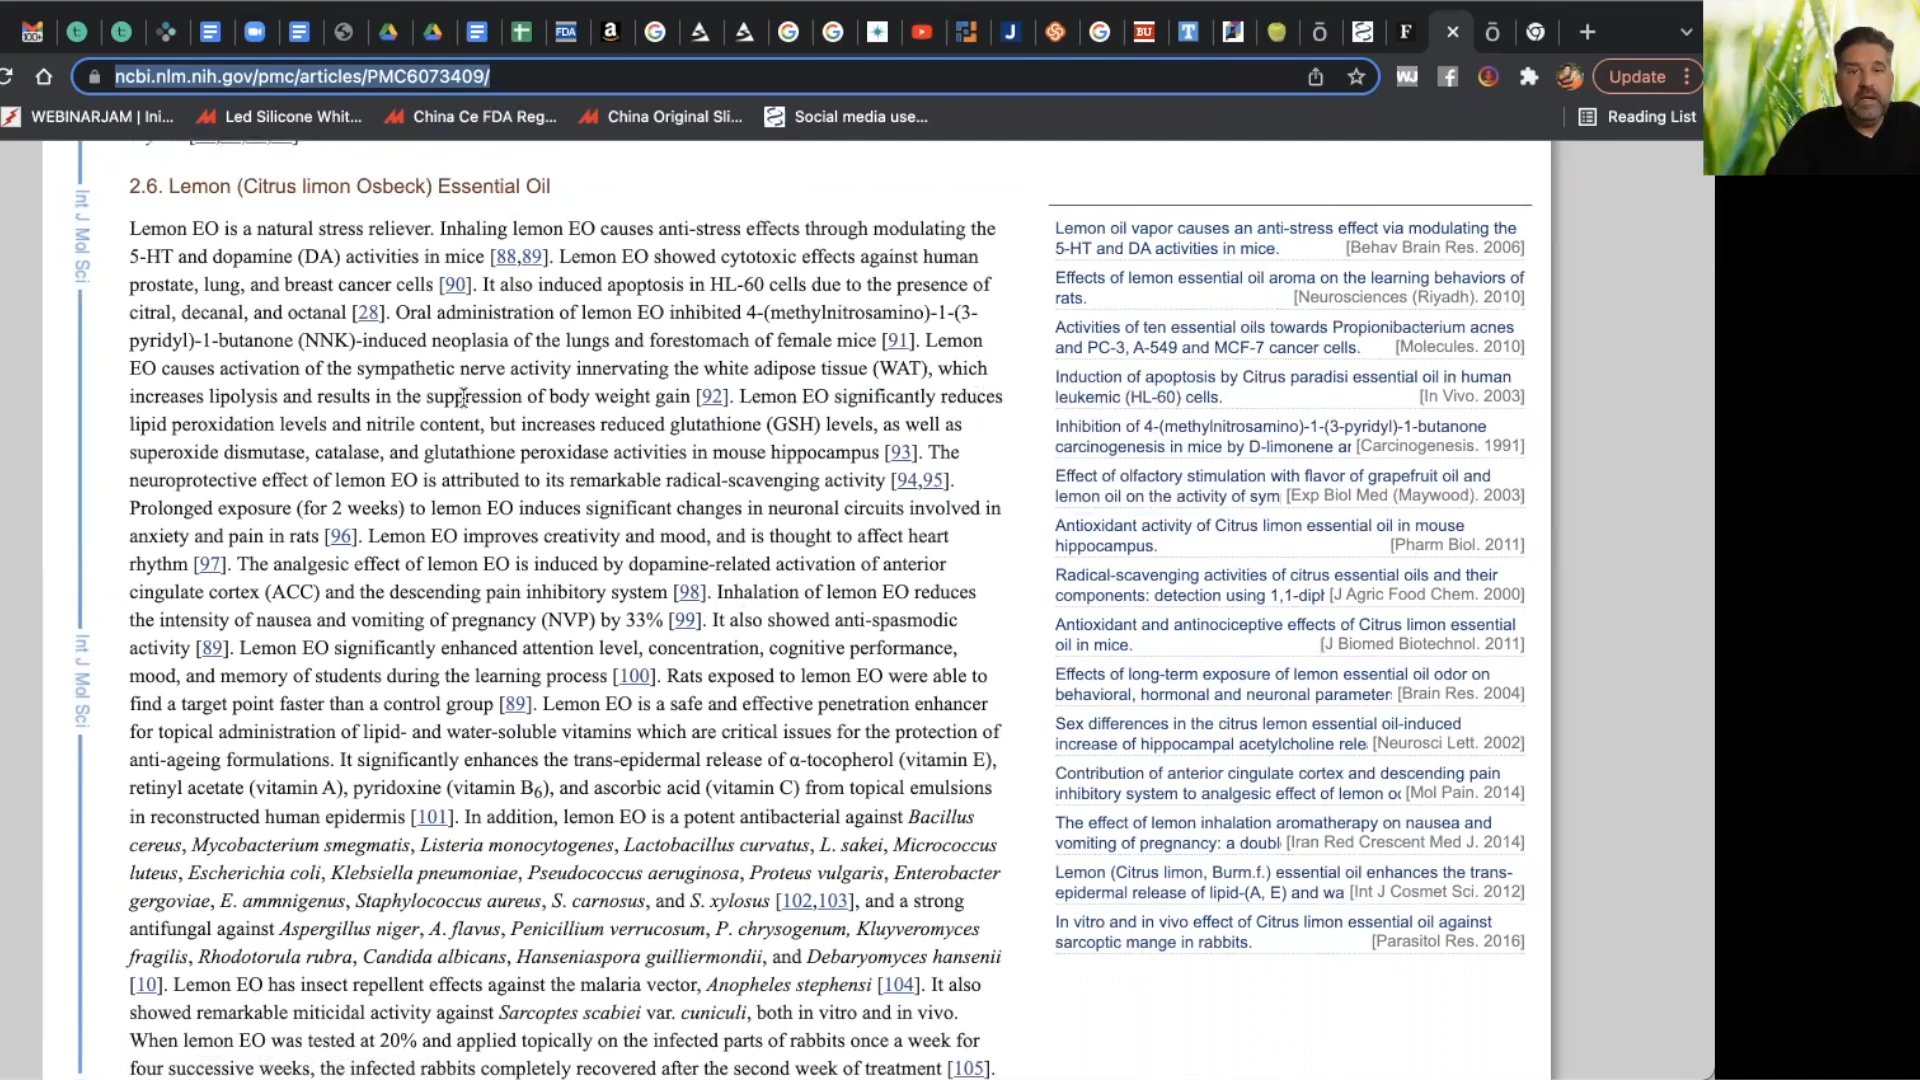 100+
FDA
BU
J
T
F
ncbi.nlm.nih.gov/pmc/articles/PMC6073409/
WJ
Update
WEBINARJAM | Ini...
Led Silicone Whit...
China Ce FDA Reg...
China Original Sli...
Social media use...
Reading List
2.6. Lemon (Citrus limon Osbeck) Essential Oil
Lemon EO is a natural stress reliever. Inhaling lemon EO causes anti-stress effects through modulating the
5-HT and dopamine (DA) activities in mice [88,89]. Lemon EO showed cytotoxic effects against human
prostate, lung, and breast cancer cells [90]. It also induced apoptosis in HL-60 cells due to the presence of
citral, decanal, and octanal [28]. Oral administration of lemon EO inhibited 4-(methylnitrosamino)-1-(3-
pyridyl)-1-butanone (NNK)-induced neoplasia of the lungs and forestomach of female mice [91]. Lemon
EO causes activation of the sympathetic nerve activity innervating the white adipose tissue (WAT), which
increases lipolysis and results in the suppression of body weight gain [92]. Lemon EO significantly reduces
lipid peroxidation levels and nitrile content, but increases reduced glutathione (GSH) levels, as well as
superoxide dismutase, catalase, and glutathione peroxidase activities in mouse hippocampus [93]. The
neuroprotective effect of lemon EO is attributed to its remarkable radical-scavenging activity [94,95].
Prolonged exposure (for 2 weeks) to lemon EO induces significant changes in neuronal circuits involved in
anxiety and pain in rats [96]. Lemon EO improves creativity and mood, and is thought to affect heart
rhythm [97]. The analgesic effect of lemon EO is induced by dopamine-related activation of anterior
cingulate cortex (ACC) and the descending pain inhibitory system [98]. Inhalation of lemon EO reduces
the intensity of nausea and vomiting of pregnancy (NVP) by 33% [99]. It also showed anti-spasmodic
activity [89]. Lemon EO significantly enhanced attention level, concentration, cognitive performance,
mood, and memory of students during the learning process [100]. Rats exposed to lemon EO were able to
find a target point faster than a control group [89]. Lemon EO is a safe and effective penetration enhancer
for topical administration of lipid- and water-soluble vitamins which are critical issues for the protection of
anti-ageing formulations. It significantly enhances the trans-epidermal release of α-tocopherol (vitamin E),
retinyl acetate (vitamin A), pyridoxine (vitamin B6), and ascorbic acid (vitamin C) from topical emulsions
in reconstructed human epidermis [101]. In addition, lemon EO is a potent antibacterial against Bacillus
cereus, Mycobacterium smegmatis, Listeria monocytogenes, Lactobacillus curvatus, L. sakei, Micrococcus
luteus, Escherichia coli, Klebsiella pneumoniae, Pseudococcus aeruginosa, Proteus vulgaris, Enterobacter
gergoviae, E. ammnigenus, Staphylococcus aureus, S. carnosus, and S. xylosus [102,103], and a strong
antifungal against Aspergillus niger, A. flavus, Penicillium verrucosum, P. chrysogenum, Kluyveromyces
fragilis, Rhodotorula rubra, Candida albicans, Hanseniaspora guilliermondii, and Debaryomyces hansenii
[10]. Lemon EO has insect repellent effects against the malaria vector, Anopheles stephensi [104]. It also
showed remarkable miticidal activity against Sarcoptes scabiei var. cuniculi, both in vitro and in vivo.
When lemon EO was tested at 20% and applied topically on the infected parts of rabbits once a week for
four successive weeks, the infected rabbits completely recovered after the second week of treatment [105].
Int J Mol Sci
Int J Mol Sci
Lemon oil vapor causes an anti-stress effect via modulating the
5-HT and DA activities in mice. [Behav Brain Res. 2006]
Effects of lemon essential oil aroma on the learning behaviors of
rats. [Neurosciences (Riyadh). 2010]
Activities of ten essential oils towards Propionibacterium acnes
and PC-3, A-549 and MCF-7 cancer cells. [Molecules. 2010]
Induction of apoptosis by Citrus paradisi essential oil in human
leukemic (HL-60) cells. [In Vivo. 2003]
Inhibition of 4-(methylnitrosamino)-1-(3-pyridyl)-1-butanone
carcinogenesis in mice by D-limonene ar [Carcinogenesis. 1991]
Effect of olfactory stimulation with flavor of grapefruit oil and
lemon oil on the activity of sym [Exp Biol Med (Maywood). 2003]
Antioxidant activity of Citrus limon essential oil in mouse
hippocampus. [Pharm Biol. 2011]
Radical-scavenging activities of citrus essential oils and their
components: detection using 1,1-dipl [J Agric Food Chem. 2000]
Antioxidant and antinociceptive effects of Citrus limon essential
oil in mice. [J Biomed Biotechnol. 2011]
Effects of long-term exposure of lemon essential oil odor on
behavioral, hormonal and neuronal parameter: [Brain Res. 2004]
Sex differences in the citrus lemon essential oil-induced
increase of hippocampal acetylcholine rele [Neurosci Lett. 2002]
Contribution of anterior cingulate cortex and descending pain
inhibitory system to analgesic effect of lemon o [Mol Pain. 2014]
The effect of lemon inhalation aromatherapy on nausea and
vomiting of pregnancy: a doubl [Iran Red Crescent Med J. 2014]
Lemon (Citrus limon, Burm.f.) essential oil enhances the trans-
epidermal release of lipid-(A, E) and wa [Int J Cosmet Sci. 2012]
In vitro and in vivo effect of Citrus limon essential oil against
sarcoptic mange in rabbits. [Parasitol Res. 2016]